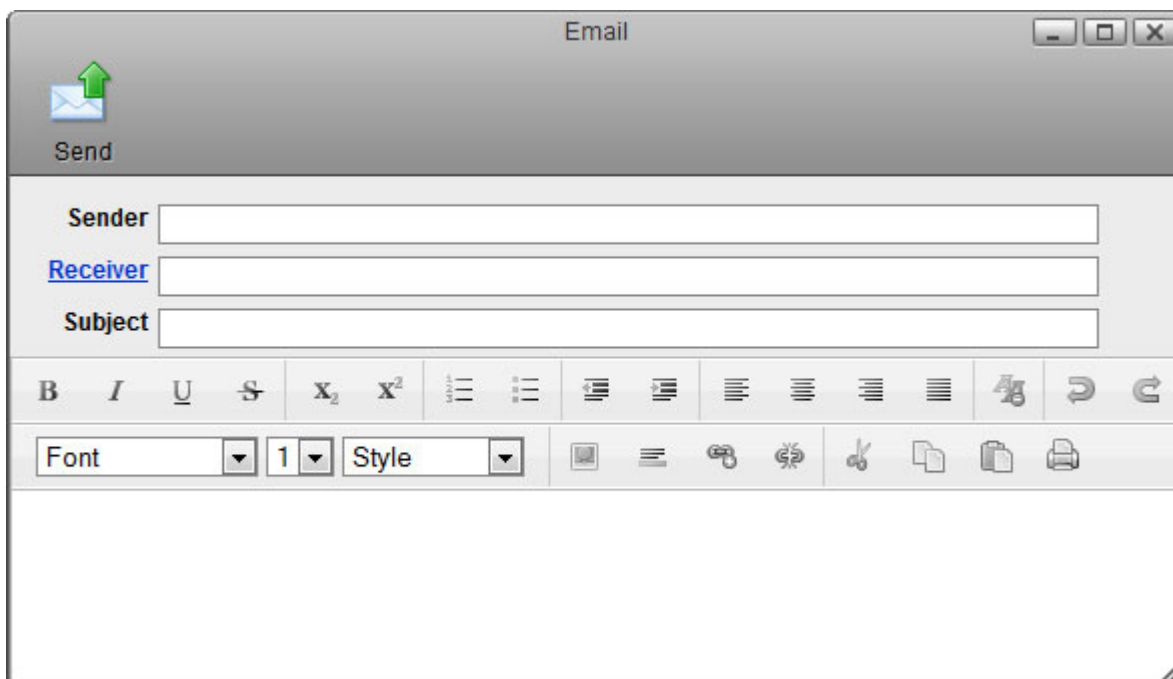 Email
Send
Sender
Receiver
Subject
B I U S X₂ X²
Font 1 Style